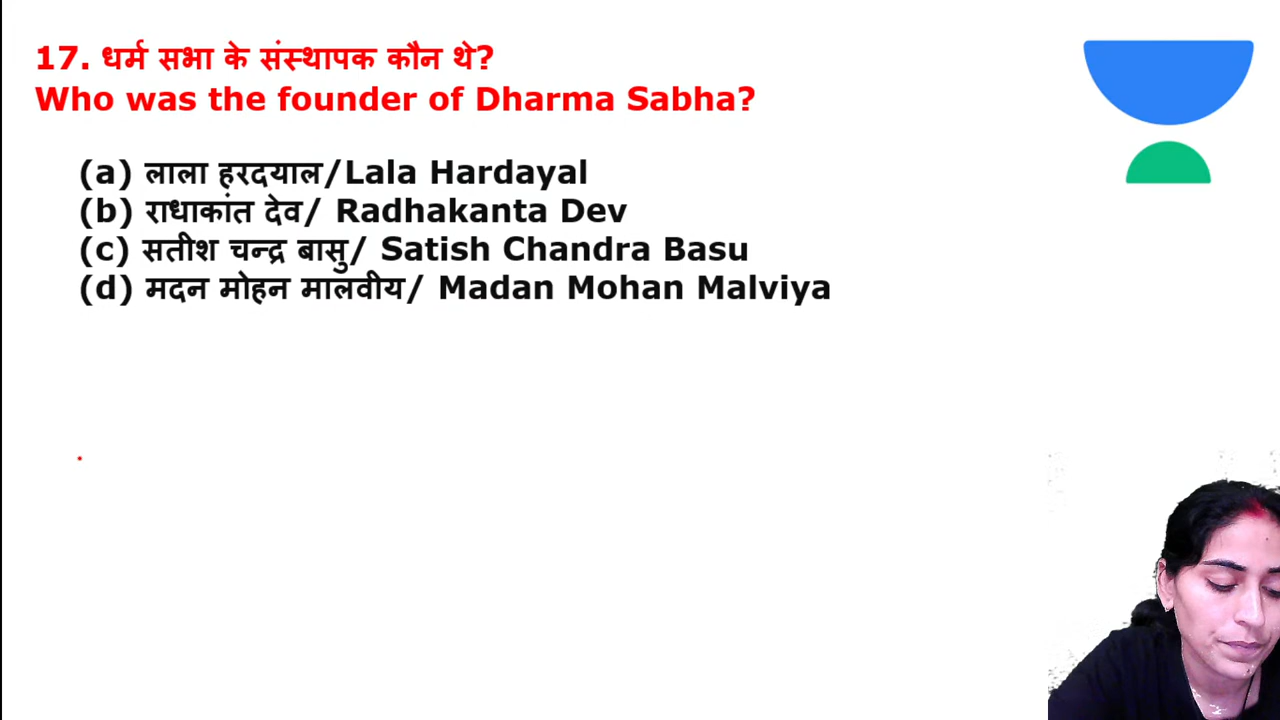 17. धर्म सभा के संस्थापक कौन थे?
Who was the founder of Dharma Sabha?
(a) लाला हरदयाल/Lala Hardayal
(b) राधाकांत देव/ Radhakanta Dev
(c) सतीश चन्द्र बासु/ Satish Chandra Basu
(d) मदन मोहन मालवीय/ Madan Mohan Malviya